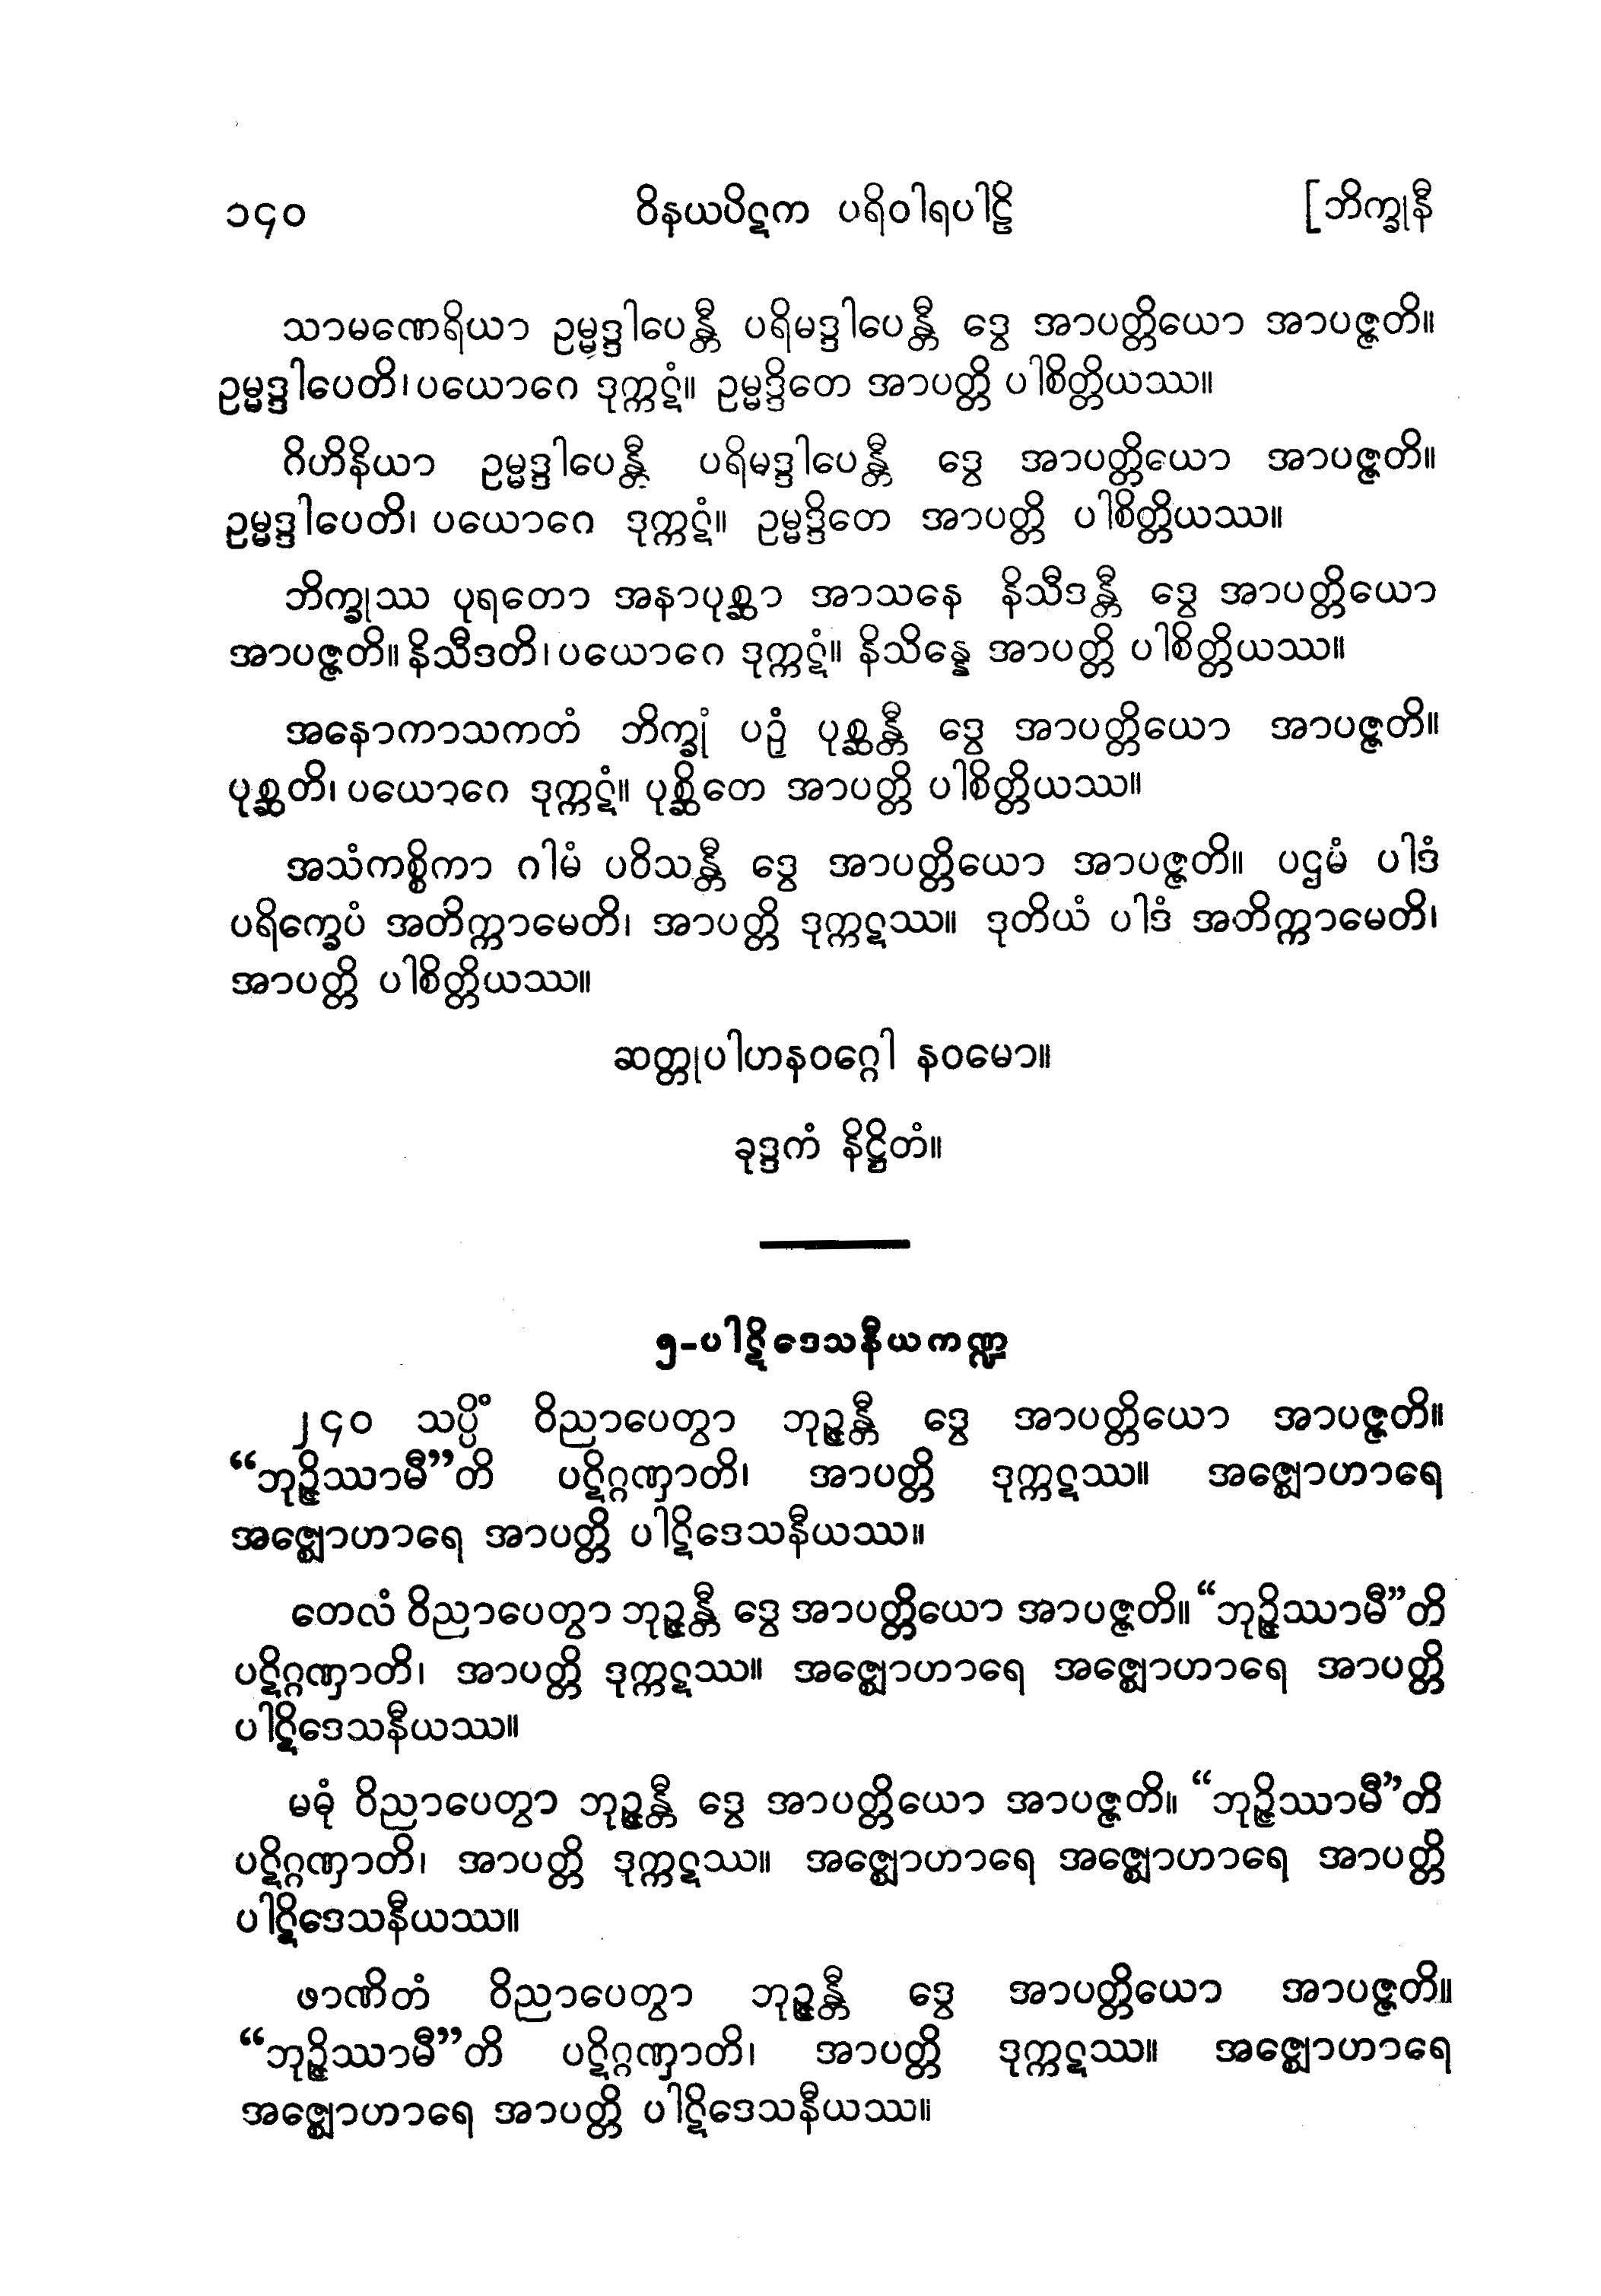 ၁၄၀ ဝိနယပိဋက ပရိဝါရပါဠိ [ဘိက္ခုနီ
သာမဏေရိယာ ဥမ္မဒ္ဒါပေန္တီ ပရိမဒ္ဒါပေန္တီ ဒွေ အာပတ္တိယော အာပဇ္ဇတိ။
ဥမ္မဒ္ဒါပေတိ၊ ပယောဂေ ဒုက္ကဋံ။ ဥမ္မဒ္ဒိတေ အာပတ္တိ ပါစိတ္တိယဿ။
ဂိဟိနိယာ ဥမ္မဒ္ဒါပေန္တီ ပရိမဒ္ဒါပေန္တီ ဒွေ အာပတ္တိယော အာပဇ္ဇတိ။
ဥမ္မဒ္ဒါပေတိ၊ ပယောဂေ ဒုက္ကဋံ။ ဥမ္မဒ္ဒိတေ အာပတ္တိ ပါစိတ္တိယဿ။
ဘိက္ခုဿ ပုရတော အနာပုစ္ဆာ အာသနေ နိသီဒန္တီ ဒွေ အာပတ္တိယော
အာပဇ္ဇတိ။ နိသီဒတိ၊ ပယောဂေ ဒုက္ကဋံ။ နိသိန္နေ အာပတ္တိ ပါစိတ္တိယဿ။
အနောကာသကတံ ဘိက္ခုံ ပဉှံ ပုစ္ဆန္တီ ဒွေ အာပတ္တိယော အာပဇ္ဇတိ။
ပုစ္ဆတိ၊ ပယောဂေ ဒုက္ကဋံ။ ပုစ္ဆိတေ အာပတ္တိ ပါစိတ္တိယဿ။
အသံကစ္စိကာ ဂါမံ ပဝိသန္တီ ဒွေ အာပတ္တိယော အာပဇ္ဇတိ။ ပဌမံ ပါဒံ
ပရိက္ခေပံ အတိက္ကာမေတိ၊ အာပတ္တိ ဒုက္ကဋဿ။ ဒုတိယံ ပါဒံ အတိက္ကာမေတိ၊
အာပတ္တိ ပါစိတ္တိယဿ။
ဆတ္တုပါဟနဝဂ္ဂေါ နဝမော။
ခုဒ္ဒကံ နိဋ္ဌိတံ။
၅-ပါဋိဒေသနီယကဏ္ဍ
၂၄၀ သပ္ပိံ ဝိညာပေတွာ ဘုဉ္ဇန္တီ ဒွေ အာပတ္တိယော အာပဇ္ဇတိ။
“ဘုဉ္ဇိဿာမီ”တိ ပဋိဂ္ဂဏှာတိ၊ အာပတ္တိ ဒုက္ကဋဿ။ အဇ္ဈောဟာရေ
အဇ္ဈောဟာရေ အာပတ္တိ ပါဋိဒေသနီယဿ။
တေလံ ဝိညာပေတွာ ဘုဉ္ဇန္တီ ဒွေ အာပတ္တိယော အာပဇ္ဇတိ။ “ဘုဉ္ဇိဿာမီ”တိ
ပဋိဂ္ဂဏှာတိ၊ အာပတ္တိ ဒုက္ကဋဿ။ အဇ္ဈောဟာရေ အဇ္ဈောဟာရေ အာပတ္တိ
ပါဋိဒေသနီယဿ။
မဓုံ ဝိညာပေတွာ ဘုဉ္ဇန္တီ ဒွေ အာပတ္တိယော အာပဇ္ဇတိ။ “ဘုဉ္ဇိဿာမီ”တိ
ပဋိဂ္ဂဏှာတိ၊ အာပတ္တိ ဒုက္ကဋဿ။ အဇ္ဈောဟာရေ အဇ္ဈောဟာရေ အာပတ္တိ
ပါဋိဒေသနီယဿ။
ဖာဏိတံ ဝိညာပေတွာ ဘုဉ္ဇန္တီ ဒွေ အာပတ္တိယော အာပဇ္ဇတိ။
“ဘုဉ္ဇိဿာမီ”တိ ပဋိဂ္ဂဏှာတိ၊ အာပတ္တိ ဒုက္ကဋဿ။ အဇ္ဈောဟာရေ
အဇ္ဈောဟာရေ အာပတ္တိ ပါဋိဒေသနီယဿ။